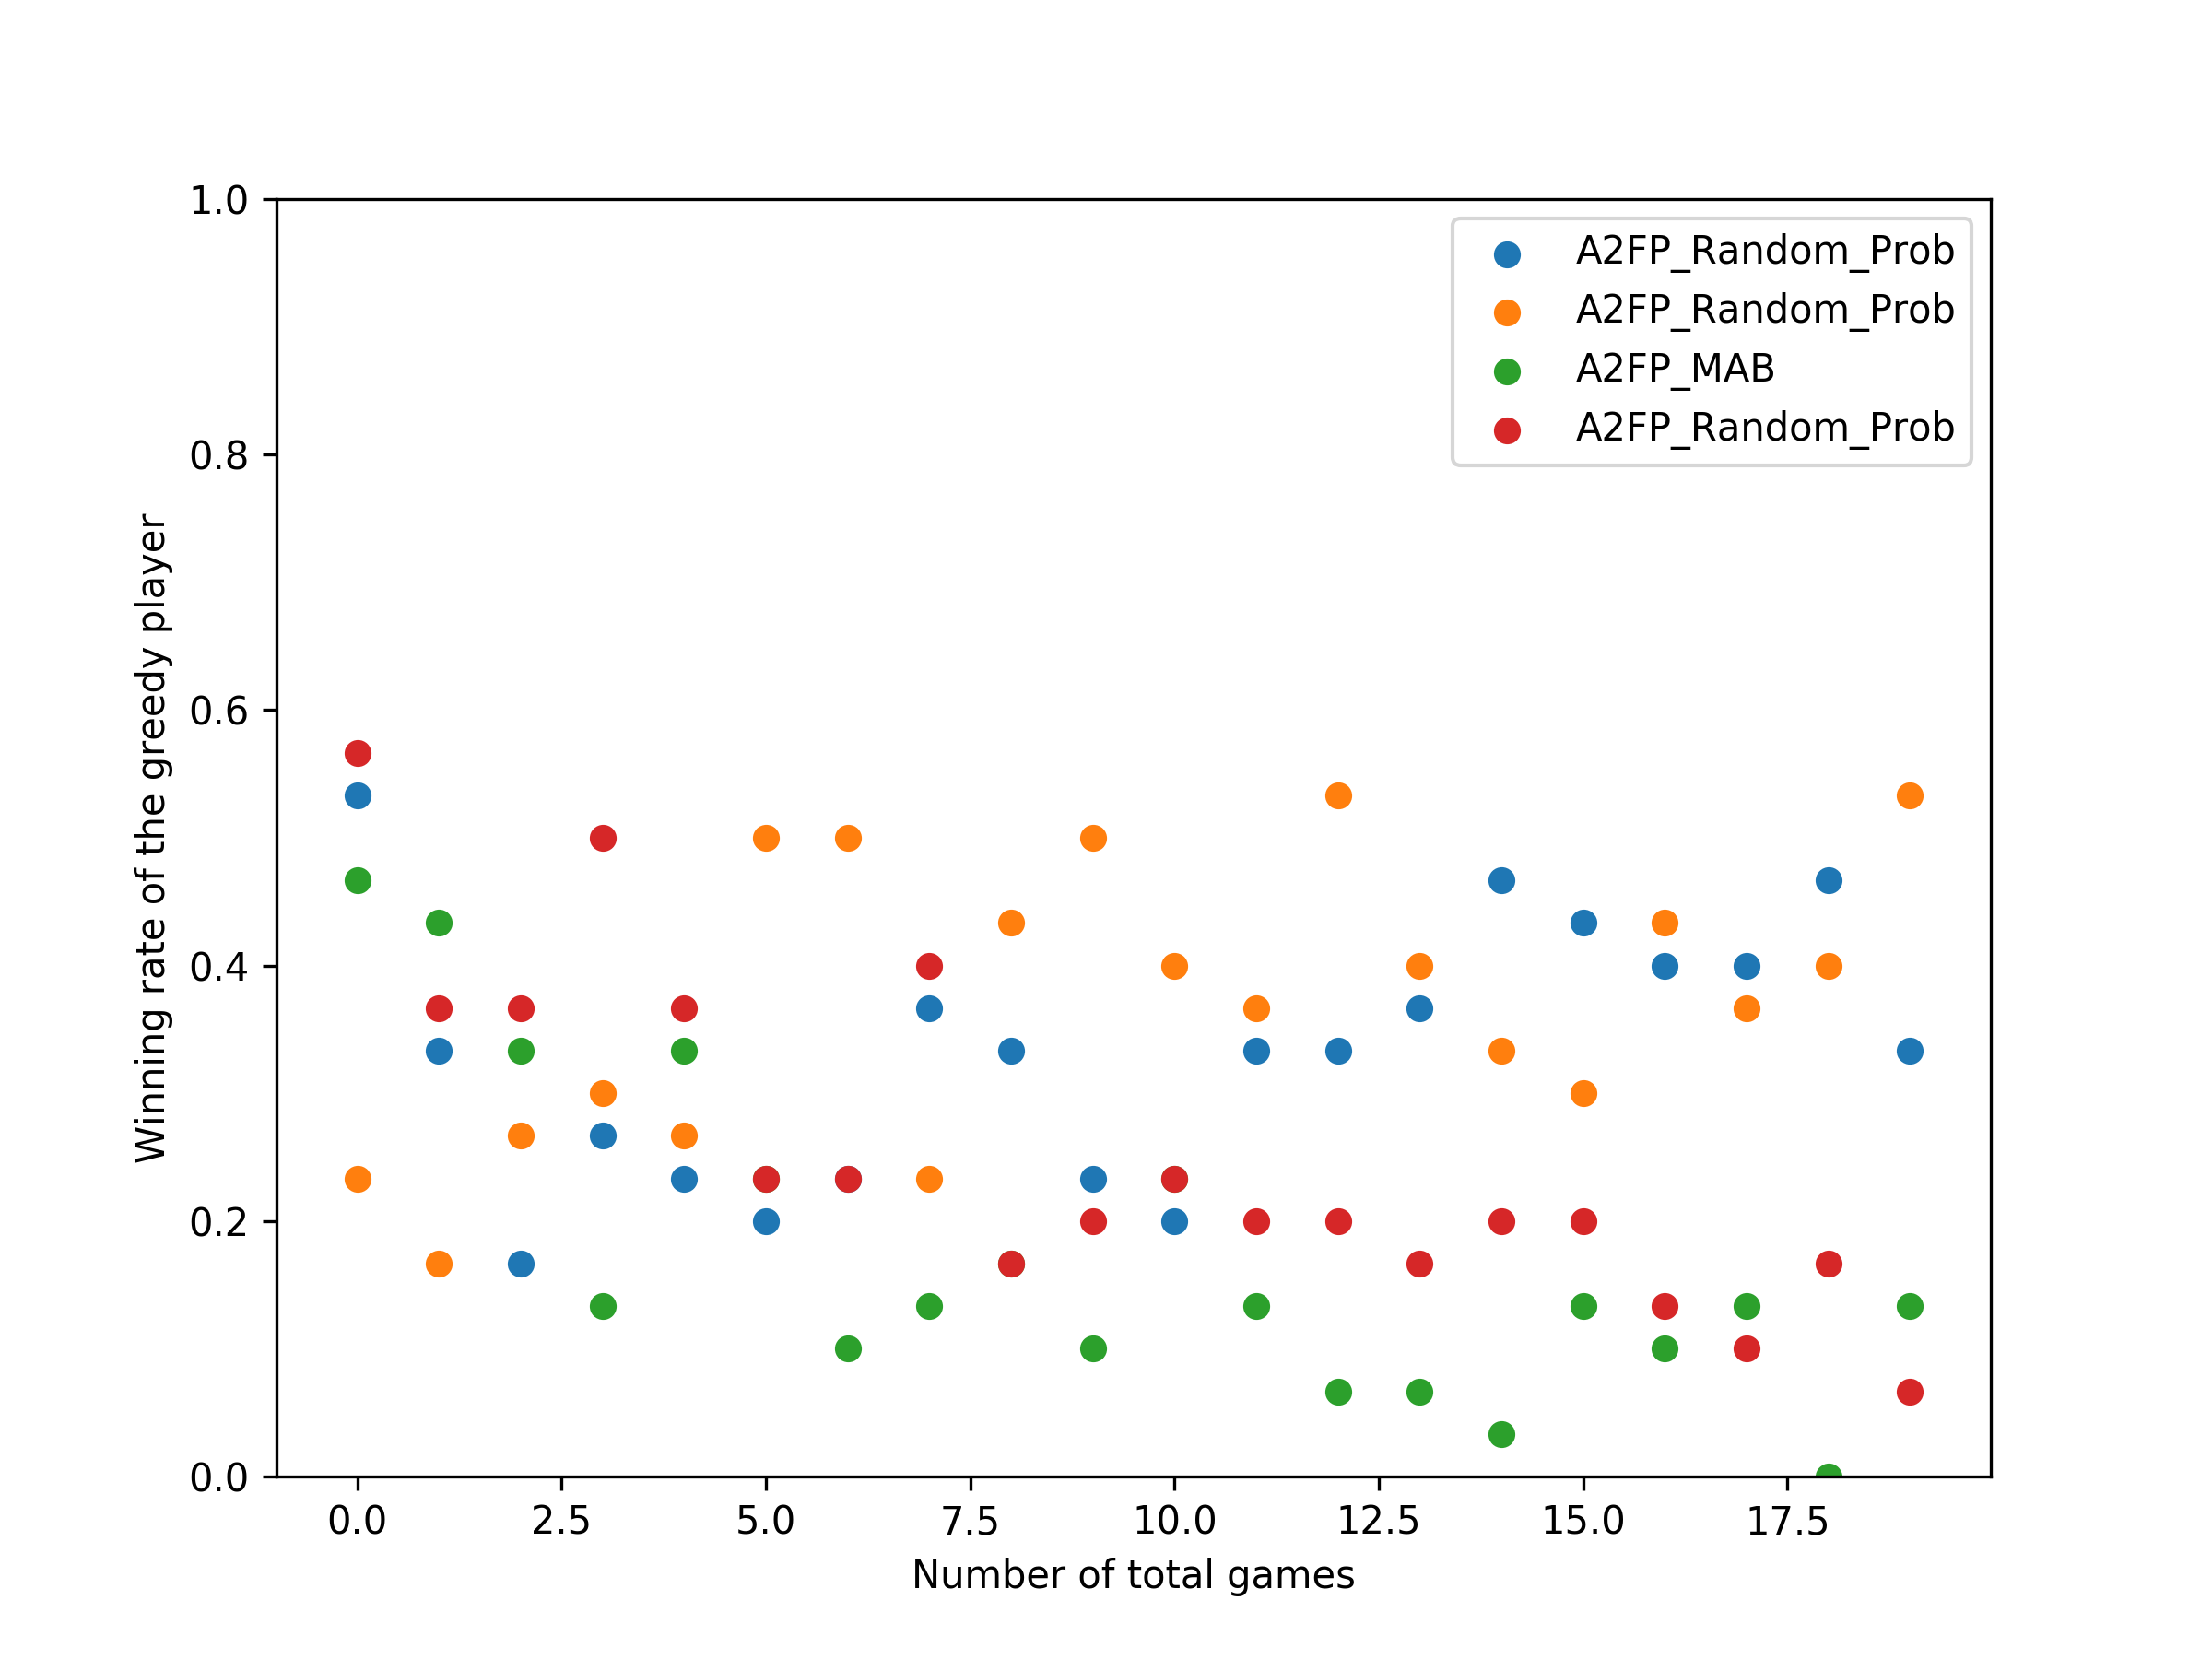 1.0
0.8
0.6
0.4
0.2
0.0
Winning rate of the greedy player
A2FP_Random_Prob
A2FP_Random_Prob
A2FP_MAB
A2FP_Random_Prob
0.0 2.5 5.0 7.5 10.0 12.5 15.0 17.5
Number of total games